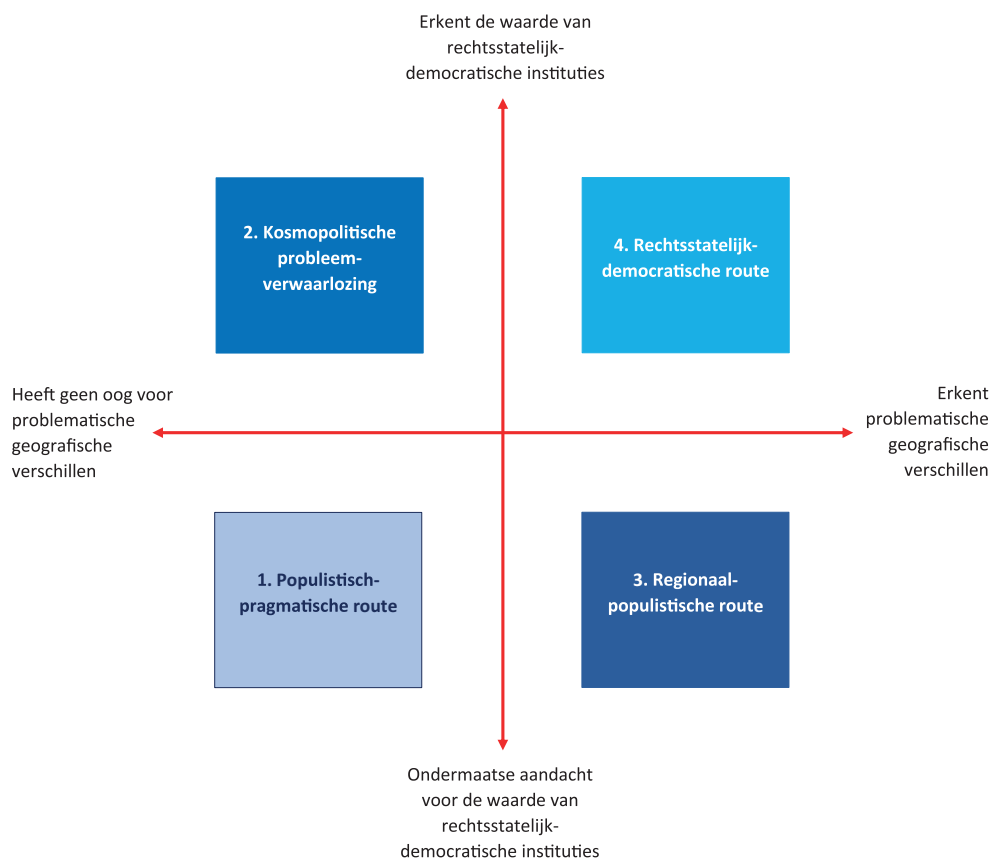 Erkent de waarde van
rechtsstatelijk-
democratische instituties
2. Kosmopolitische
probleem-
verwaarlozing
4. Rechtsstatelijk-
democratische route
Heeft geen oog voor
problematische
geografische
verschillen
Erkent
problematische
geografische
verschillen
1. Populistisch-
pragmatische route
3. Regionaal-
populistische route
Ondermaatse aandacht
voor de waarde van
rechtsstatelijk-
democratische instituties